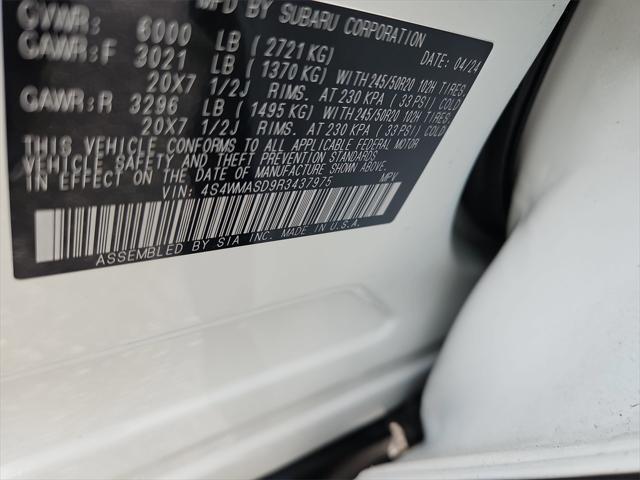 MFD BY SUBARU CORPORATION
GVWR: 6000 LB (2721 KG) DATE: 04/24
GAWR:F 3021 LB (1370 KG) WITH 245/50R20 102H TIRES
20X7 1/2J RIMS. AT 230 KPA (33 PSI) COLD
GAWR:R 3296 LB (1495 KG) WITH 245/50R20 102H TIRES
20X7 1/2J RIMS. AT 230 KPA (33 PSI) COLD
THIS VEHICLE CONFORMS TO ALL APPLICABLE FEDERAL MOTOR
VEHICLE SAFETY AND THEFT PREVENTION STANDARDS
IN EFFECT ON THE DATE OF MANUFACTURE SHOWN ABOVE.
VIN: 4S4WMASD9R3437975 MPV
ASSEMBLED BY SIA INC. MADE IN U.S.A.